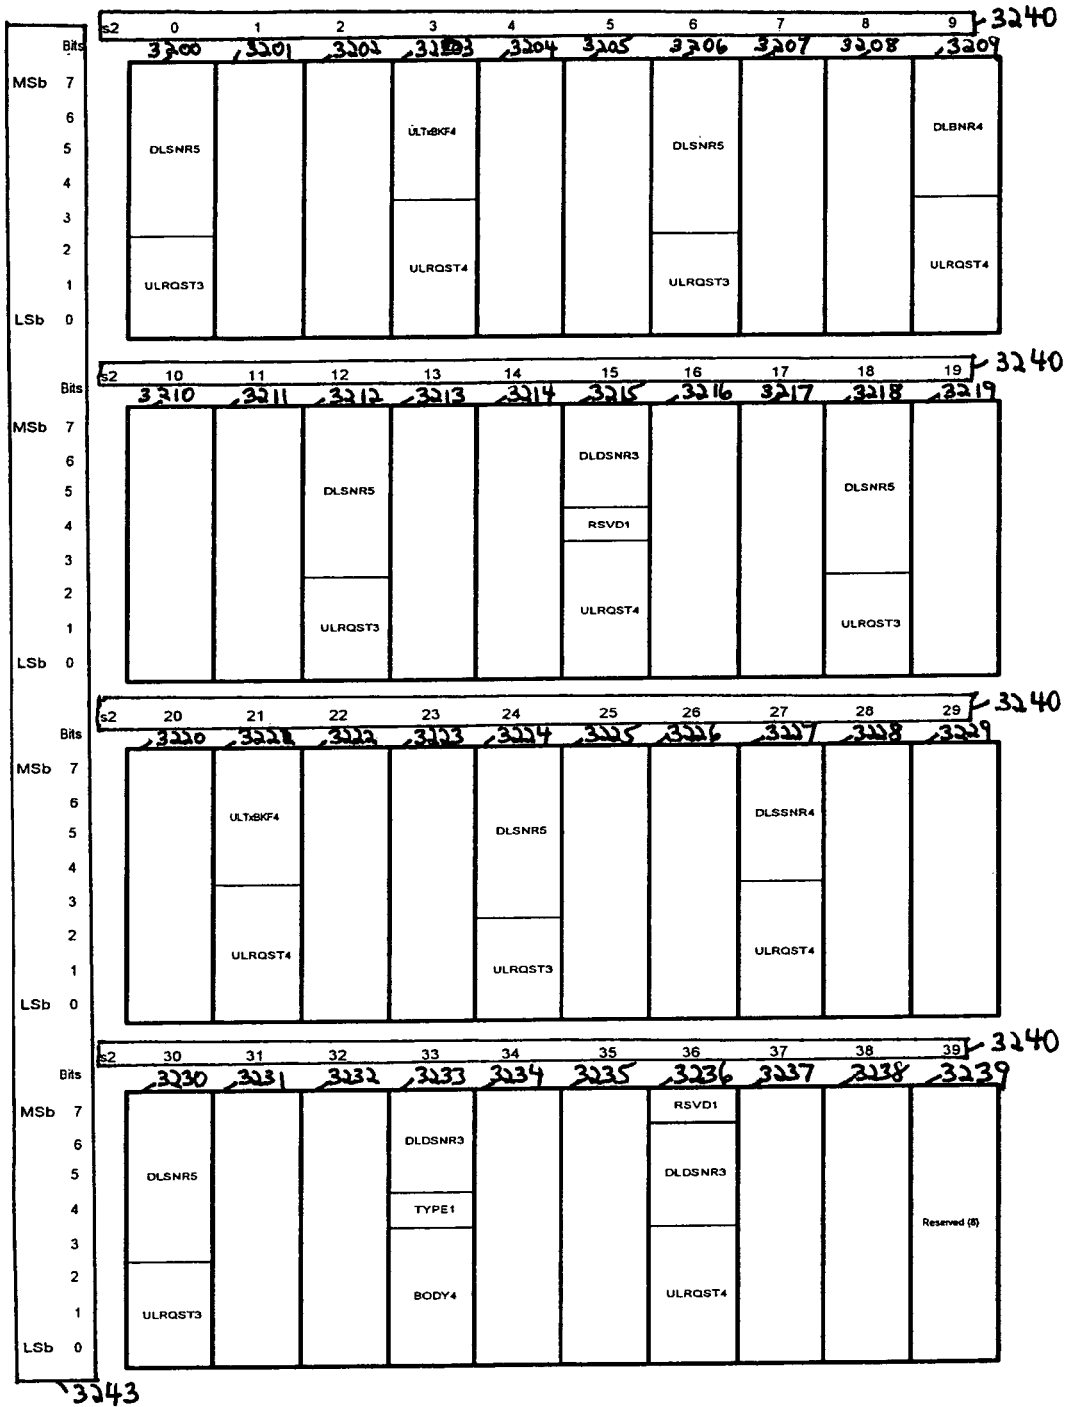 s2 0 1 2 3 4 5 6 7 8 9 3240
Bits 3200 3201 3202 3203 3204 3205 3206 3207 3208 3209
MSb 7
6 ULTxBKF4 DLBNR4
5 DLSNR5 DLSNR5
4
3
2
1 ULRQST3 ULRQST4 ULRQST3 ULRQST4
LSb 0
s2 10 11 12 13 14 15 16 17 18 19 3240
Bits 3210 3211 3212 3213 3214 3215 3216 3217 3218 3219
MSb 7
6 DLDSNR3
5 DLSNR5 DLSNR5
4 RSVD1
3
2
1 ULRQST3 ULRQST4 ULRQST3
LSb 0
s2 20 21 22 23 24 25 26 27 28 29 3240
Bits 3220 3221 3222 3223 3224 3225 3226 3227 3228 3229
MSb 7
6 ULTxBKF4 DLSSNR4
5 DLSNR5
4
3
2
1 ULRQST4 ULRQST3 ULRQST4
LSb 0
s2 30 31 32 33 34 35 36 37 38 39 3240
Bits 3230 3231 3232 3233 3234 3235 3236 3237 3238 3239
MSb 7 RSVD1
6 DLDSNR3
5 DLSNR5 DLDSNR3
4 TYPE1 Reserved (8)
3
2
1 ULRQST3 BODY4 ULRQST4
LSb 0
3243